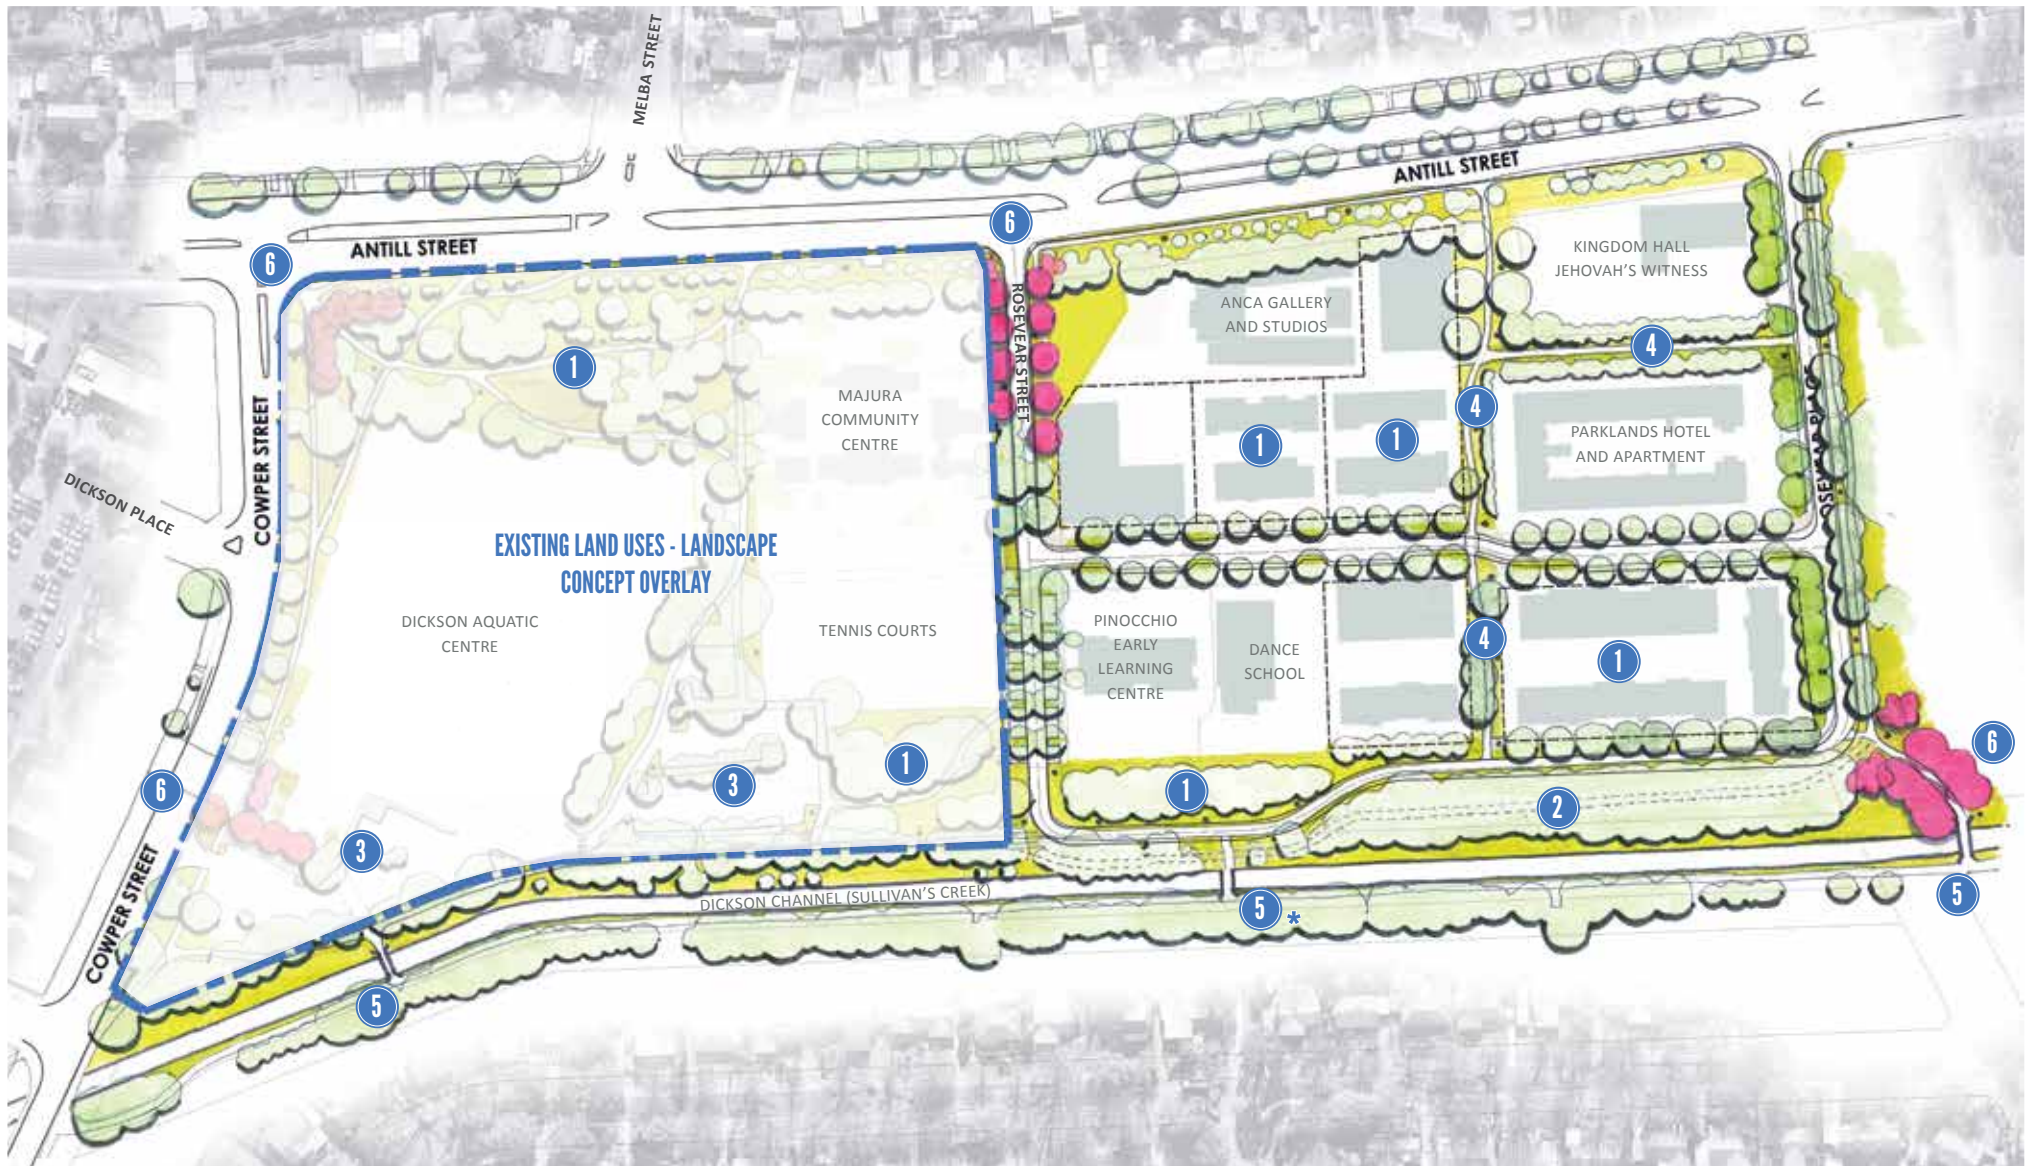 MELBA STREET
ANTILL STREET
ANTILL STREET
6
6
KINGDOM HALL
JEHOVAH'S WITNESS
ROSEVEAR STREET
ANCA GALLERY
AND STUDIOS
4
1
4
MAJURA
COMMUNITY
CENTRE
COWPER STREET
1
1
PARKLANDS HOTEL
AND APARTMENT
OSEVEAR PLACE
DICKSON PLACE
EXISTING LAND USES - LANDSCAPE
CONCEPT OVERLAY
DICKSON AQUATIC
CENTRE
TENNIS COURTS
PINOCCHIO
EARLY
LEARNING
CENTRE
DANCE
SCHOOL
4
1
6
1
3
1
2
6
3
COWPER STREET
DICKSON CHANNEL (SULLIVAN'S CREEK)
5
5 *
5